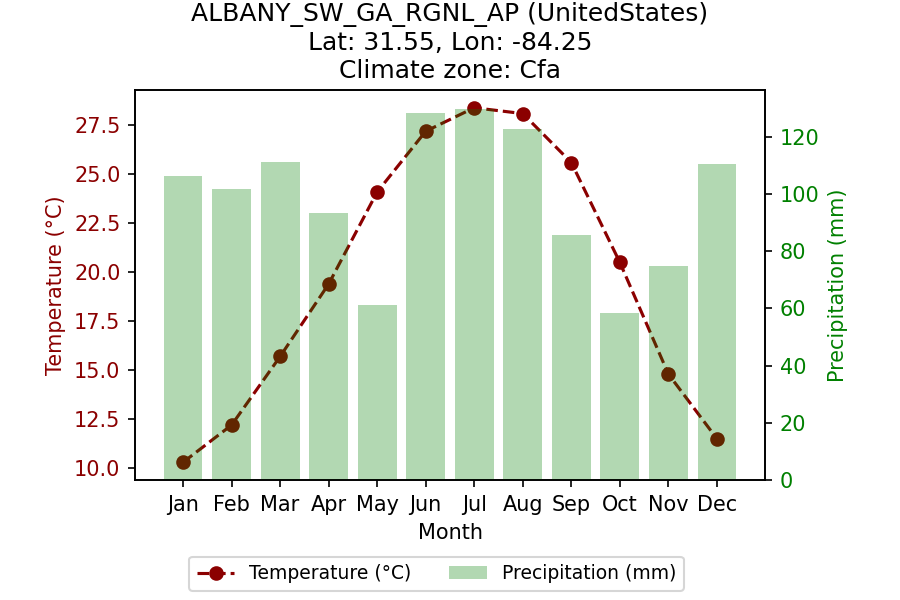 ALBANY_SW_GA_RGNL_AP (UnitedStates)
Lat: 31.55, Lon: -84.25
Climate zone: Cfa
Temperature (°C)
27.5
25.0
22.5
20.0
17.5
15.0
12.5
10.0
Precipitation (mm)
120
100
80
60
40
20
0
Jan Feb Mar Apr May Jun Jul Aug Sep Oct Nov Dec
Month
Temperature (°C) Precipitation (mm)